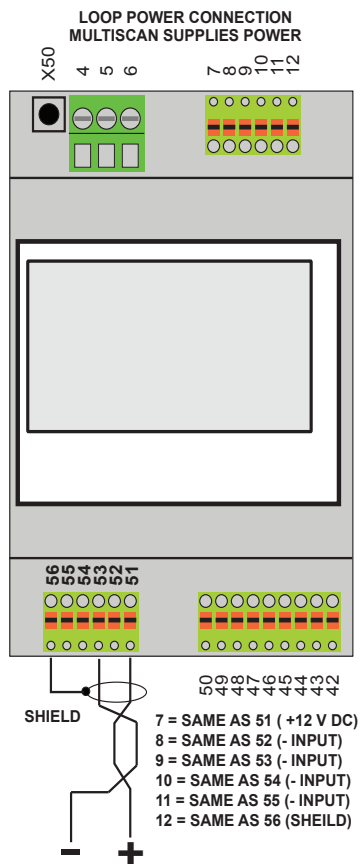 LOOP POWER CONNECTION
MULTISCAN SUPPLIES POWER
X50 4 5 6 7 8 9 10 11 12
56 55 54 53 52 51
50 49 48 47 46 45 44 43 42
SHIELD
7 = SAME AS 51 ( +12 V DC)
8 = SAME AS 52 (- INPUT)
9 = SAME AS 53 (- INPUT)
10 = SAME AS 54 (- INPUT)
11 = SAME AS 55 (- INPUT)
12 = SAME AS 56 (SHEILD)
- +